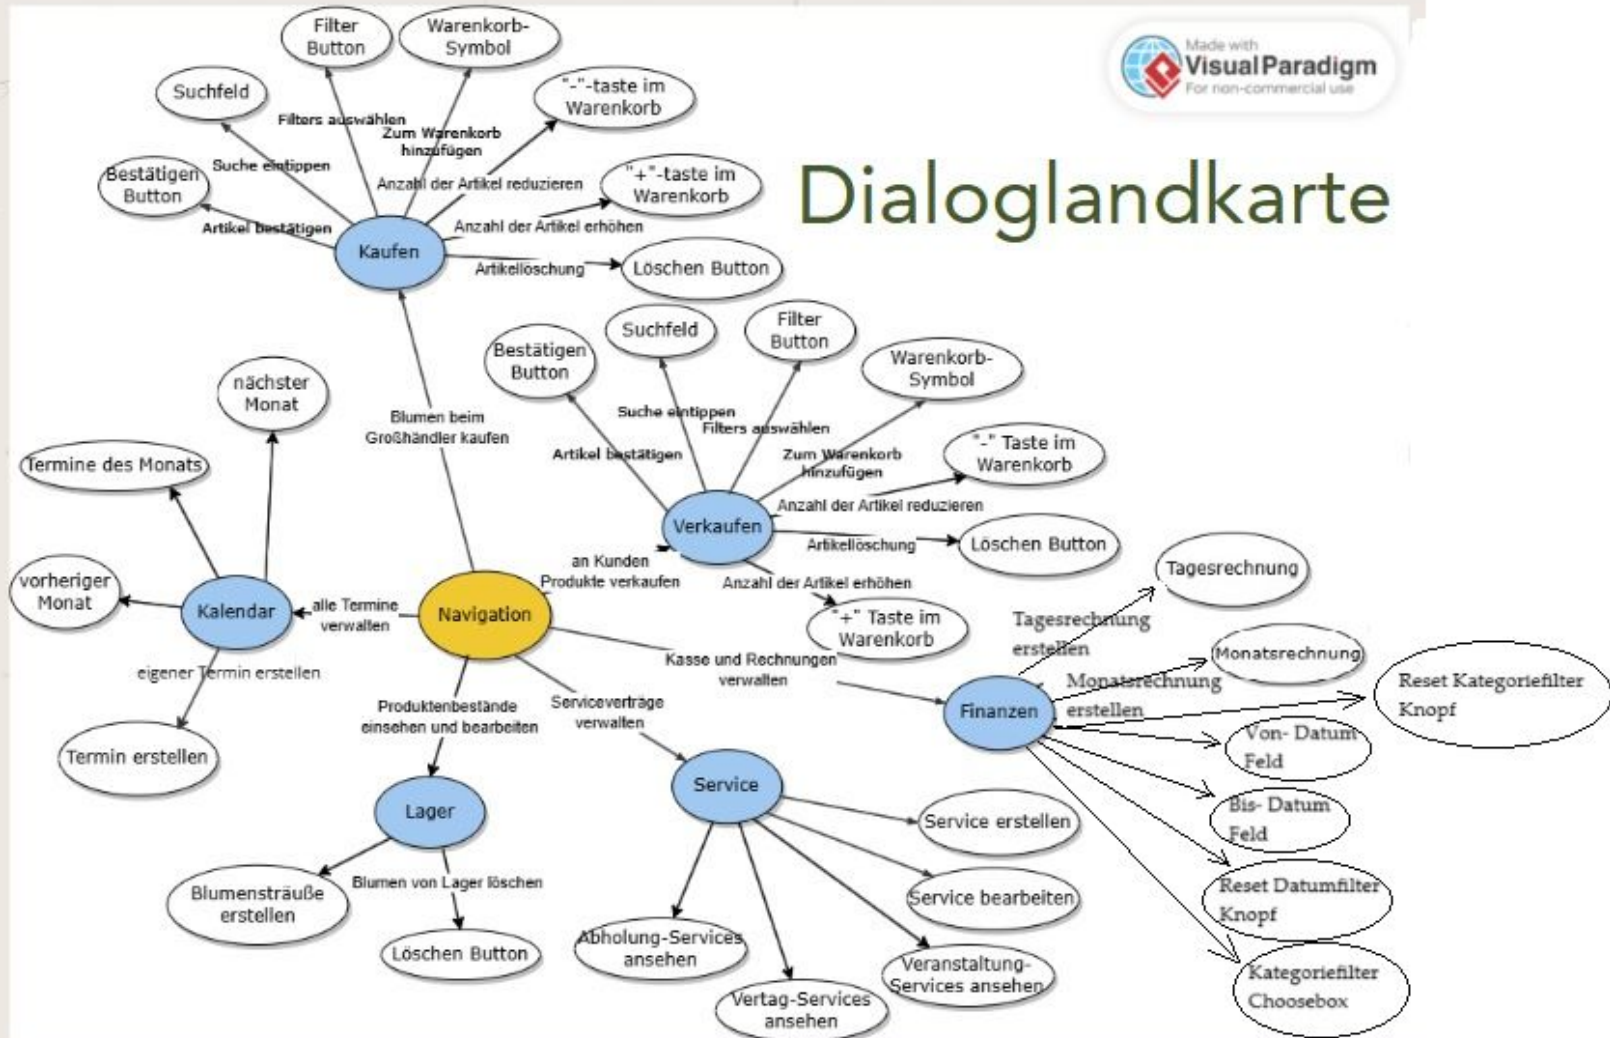 Made with
Visual Paradigm
For non-commercial use
Dialoglandkarte
Filter
Button
Warenkorb-
Symbol
Suchfeld
"-"-taste im
Warenkorb
Filters auswählen
Zum Warenkorb
hinzufügen
Suche eintippen
Bestätigen
Button
Anzahl der Artikel reduzieren
"+"-taste im
Warenkorb
Artikel bestätigen
Anzahl der Artikel erhöhen
Kaufen
Artikellöschung
Löschen Button
Blumen beim
Großhändler kaufen
Bestätigen
Button
Suchfeld
Filter
Button
Warenkorb-
Symbol
Suche eintippen
Filters auswählen
Artikel bestätigen
Zum Warenkorb
hinzufügen
"-" Taste im
Warenkorb
Anzahl der Artikel reduzieren
Verkaufen
Artikellöschung
Löschen Button
an Kunden
Produkte verkaufen
Anzahl der Artikel erhöhen
"+" Taste im
Warenkorb
nächster
Monat
Termine des Monats
vorheriger
Monat
Kalendar
alle Termine
verwalten
Navigation
eigener Termin erstellen
Termin erstellen
Kasse und Rechnungen
verwalten
Tagesrechnung
Tagesrechnung
erstellen
Monatsrechnung
Monatsrechnung
erstellen
Finanzen
Reset Kategoriefilter
Knopf
Von- Datum
Feld
Bis- Datum
Feld
Reset Datumfilter
Knopf
Kategoriefilter
Choosebox
Produktenbestände
einsehen und bearbeiten
Serviceverträge
verwalten
Lager
Blumensträuße
erstellen
Blumen von Lager löschen
Löschen Button
Service
Service erstellen
Service bearbeiten
Abholung-Services
ansehen
Vertag-Services
ansehen
Veranstaltung-
Services ansehen